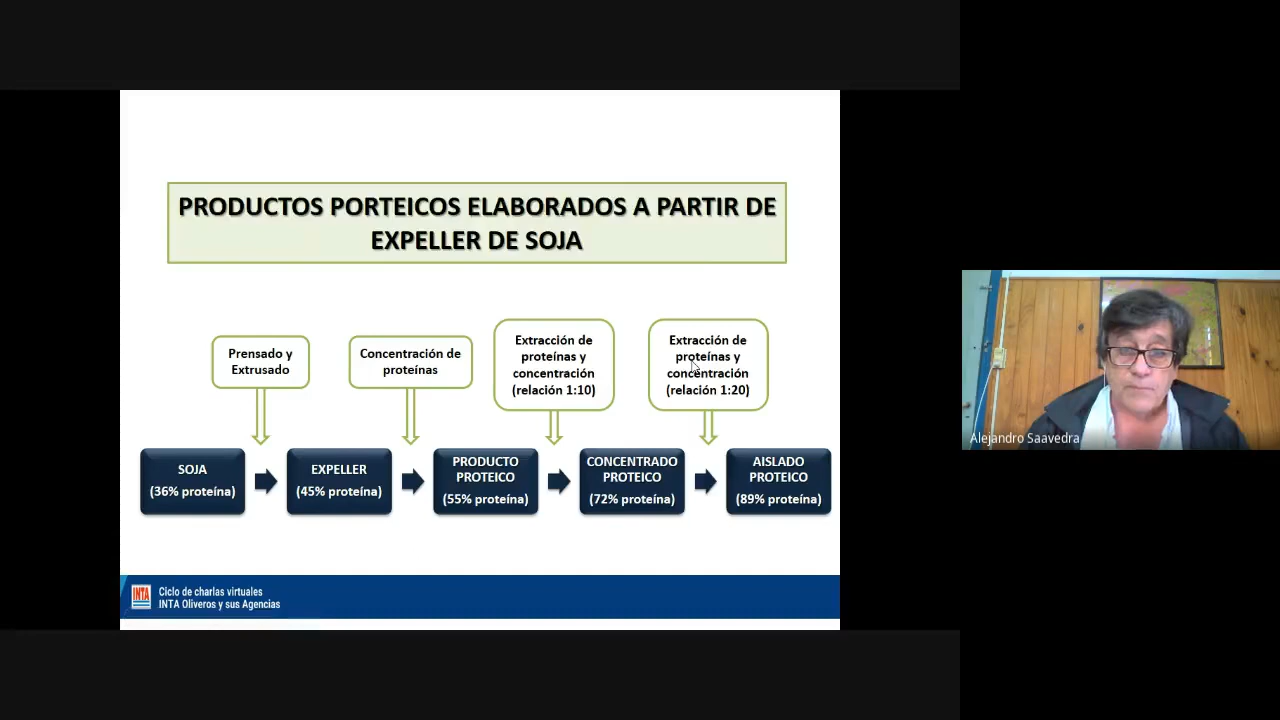 PRODUCTOS PORTEICOS ELABORADOS A PARTIR DE
EXPELLER DE SOJA
Prensado y
Extrusado
Concentración de
proteínas
Extracción de
proteínas y
concentración
(relación 1:10)
Extracción de
proteínas y
concentración
(relación 1:20)
SOJA
(36% proteína)
EXPELLER
(45% proteína)
PRODUCTO
PROTEICO
(55% proteína)
CONCENTRADO
PROTEICO
(72% proteína)
AISLADO
PROTEICO
(89% proteína)
INTA
Ciclo de charlas virtuales
INTA Oliveros y sus Agencias
Alejandro Saavedra